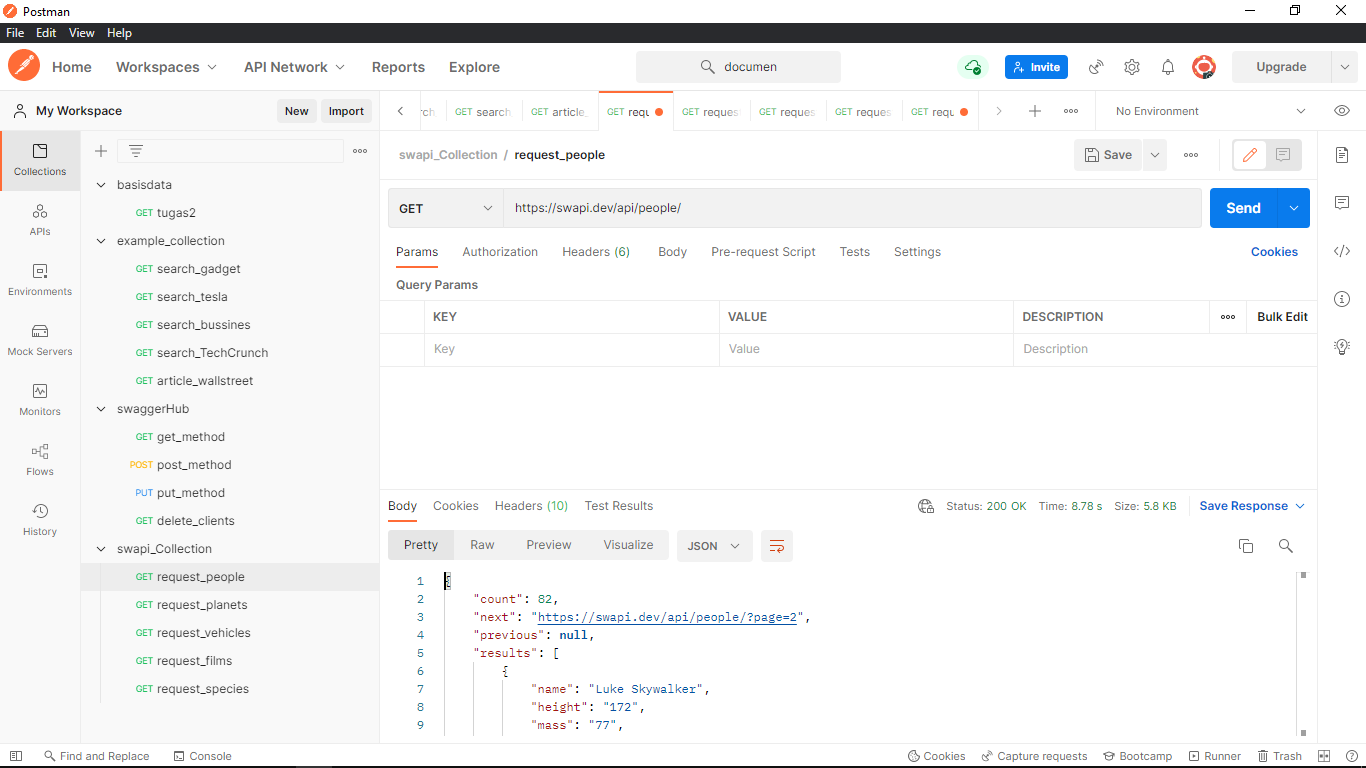 Postman
File Edit View Help
Home Workspaces API Network Reports Explore documen Invite Upgrade
My Workspace New Import
rch GET search GET article_ GET requ GET reques GET reques GET reques GET requ No Environment
swapi_Collection / request_people Save
GET https://swapi.dev/api/people/ Send
Params Authorization Headers (6) Body Pre-request Script Tests Settings Cookies
Query Params
KEY VALUE DESCRIPTION Bulk Edit
Key Value Description
Collections
APIs
Environments
Mock Servers
Monitors
Flows
History
basisdata
GET tugas2
example_collection
GET search_gadget
GET search_tesla
GET search_bussines
GET search_TechCrunch
GET article_wallstreet
swaggerHub
GET get_method
POST post_method
PUT put_method
GET delete_clients
swapi_Collection
GET request_people
GET request_planets
GET request_vehicles
GET request_films
GET request_species
Body Cookies Headers (10) Test Results Status: 200 OK Time: 8.78 s Size: 5.8 KB Save Response
Pretty Raw Preview Visualize JSON
1 {
2 "count": 82,
3 "next": "https://swapi.dev/api/people/?page=2",
4 "previous": null,
5 "results": [
6 {
7 "name": "Luke Skywalker",
8 "height": "172",
9 "mass": "77",
Find and Replace Console Cookies Capture requests Bootcamp Runner Trash